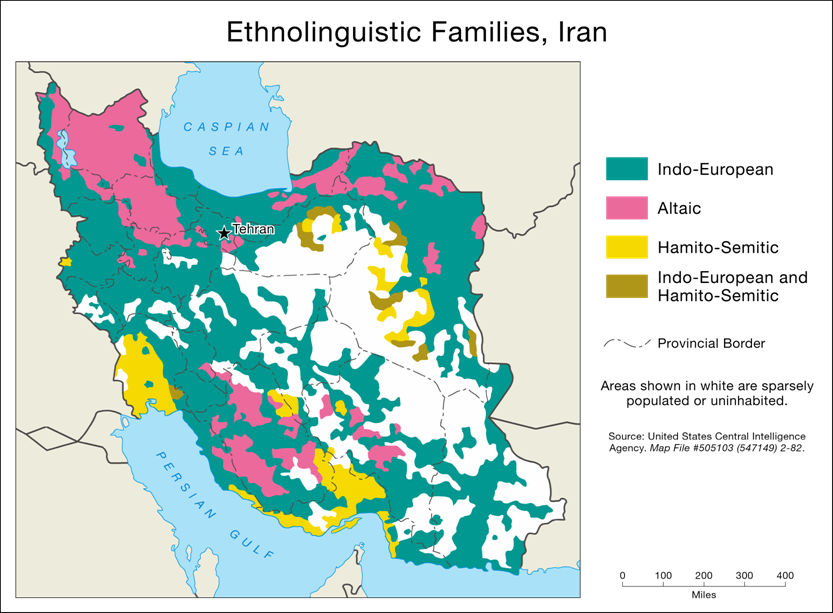 Ethnolinguistic Families, Iran
CASPIAN
SEA
Tehran
PERSIAN GULF
Indo-European
Altaic
Hamito-Semitic
Indo-European and
Hamito-Semitic
Provincial Border
Areas shown in white are sparsely
populated or uninhabited.
Source: United States Central Intelligence
Agency. Map File #505103 (547149) 2-82.
0 100 200 300 400
Miles